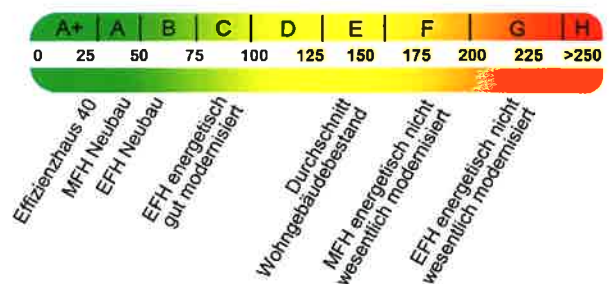 A+ A B C D E F G H
0 25 50 75 100 125 150 175 200 225 >250
Effizienzhaus 40
MFH Neubau
EFH Neubau
EFH energetisch
gut modernisiert
Durchschnitt
Wohngebäudebestand
MFH energetisch nicht
wesentlich modernisiert
EFH energetisch nicht
wesentlich modernisiert